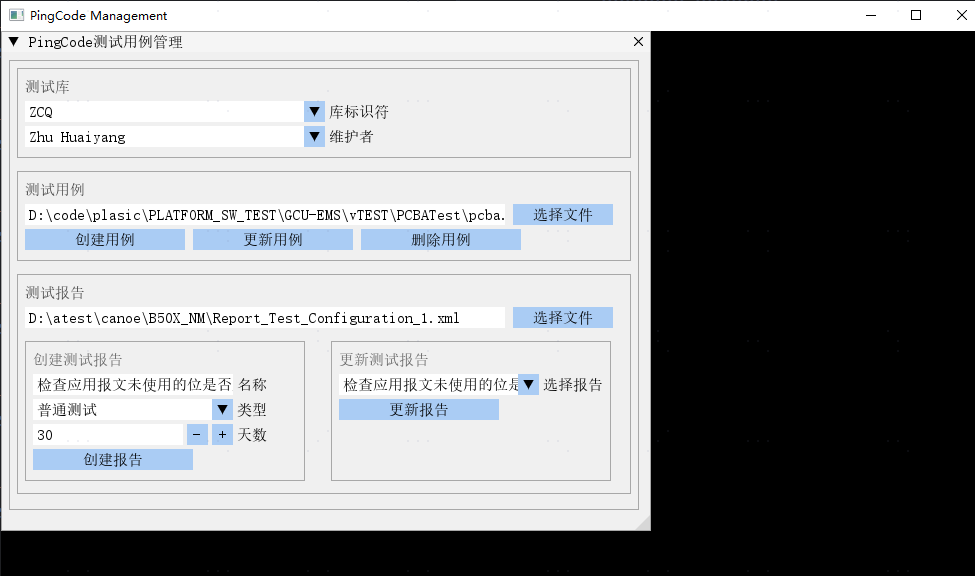 PingCode Management
PingCode测试用例管理
测试库
ZCQ 库标识符
Zhu Huaiyang 维护者
测试用例
D:\code\plasic\PLATFORM_SW_TEST\GCU-EMS\vTEST\PCBATest\pcba. 选择文件
创建用例 更新用例 删除用例
测试报告
D:\atest\canoe\B50X_NM\Report_Test_Configuration_1.xml 选择文件
创建测试报告
检查应用报文未使用的位是否 名称
普通测试 类型
30 - + 天数
创建报告
更新测试报告
检查应用报文未使用的位是 选择报告
更新报告